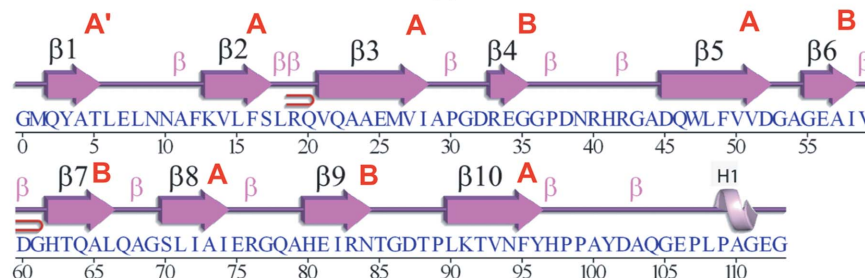 A' A A B A B
β1 β β2 ββ β3 β β4 β β β5 β6 β
GMQYATLELNNAFKVLFSLRQVQAAEMVIAPGDREGGPDNRHRGADQWLFVVDGAGEAIV
0 5 10 15 20 25 30 35 40 45 50 55
β β7 B β β8 A β β9 B β10 A β β H1
DGHTQALQAGSLIAIERGQAHEIRNTGDTPLKTVNFYHPPAYDAQGEPLPAGEG
60 65 70 75 80 85 90 95 100 105 110